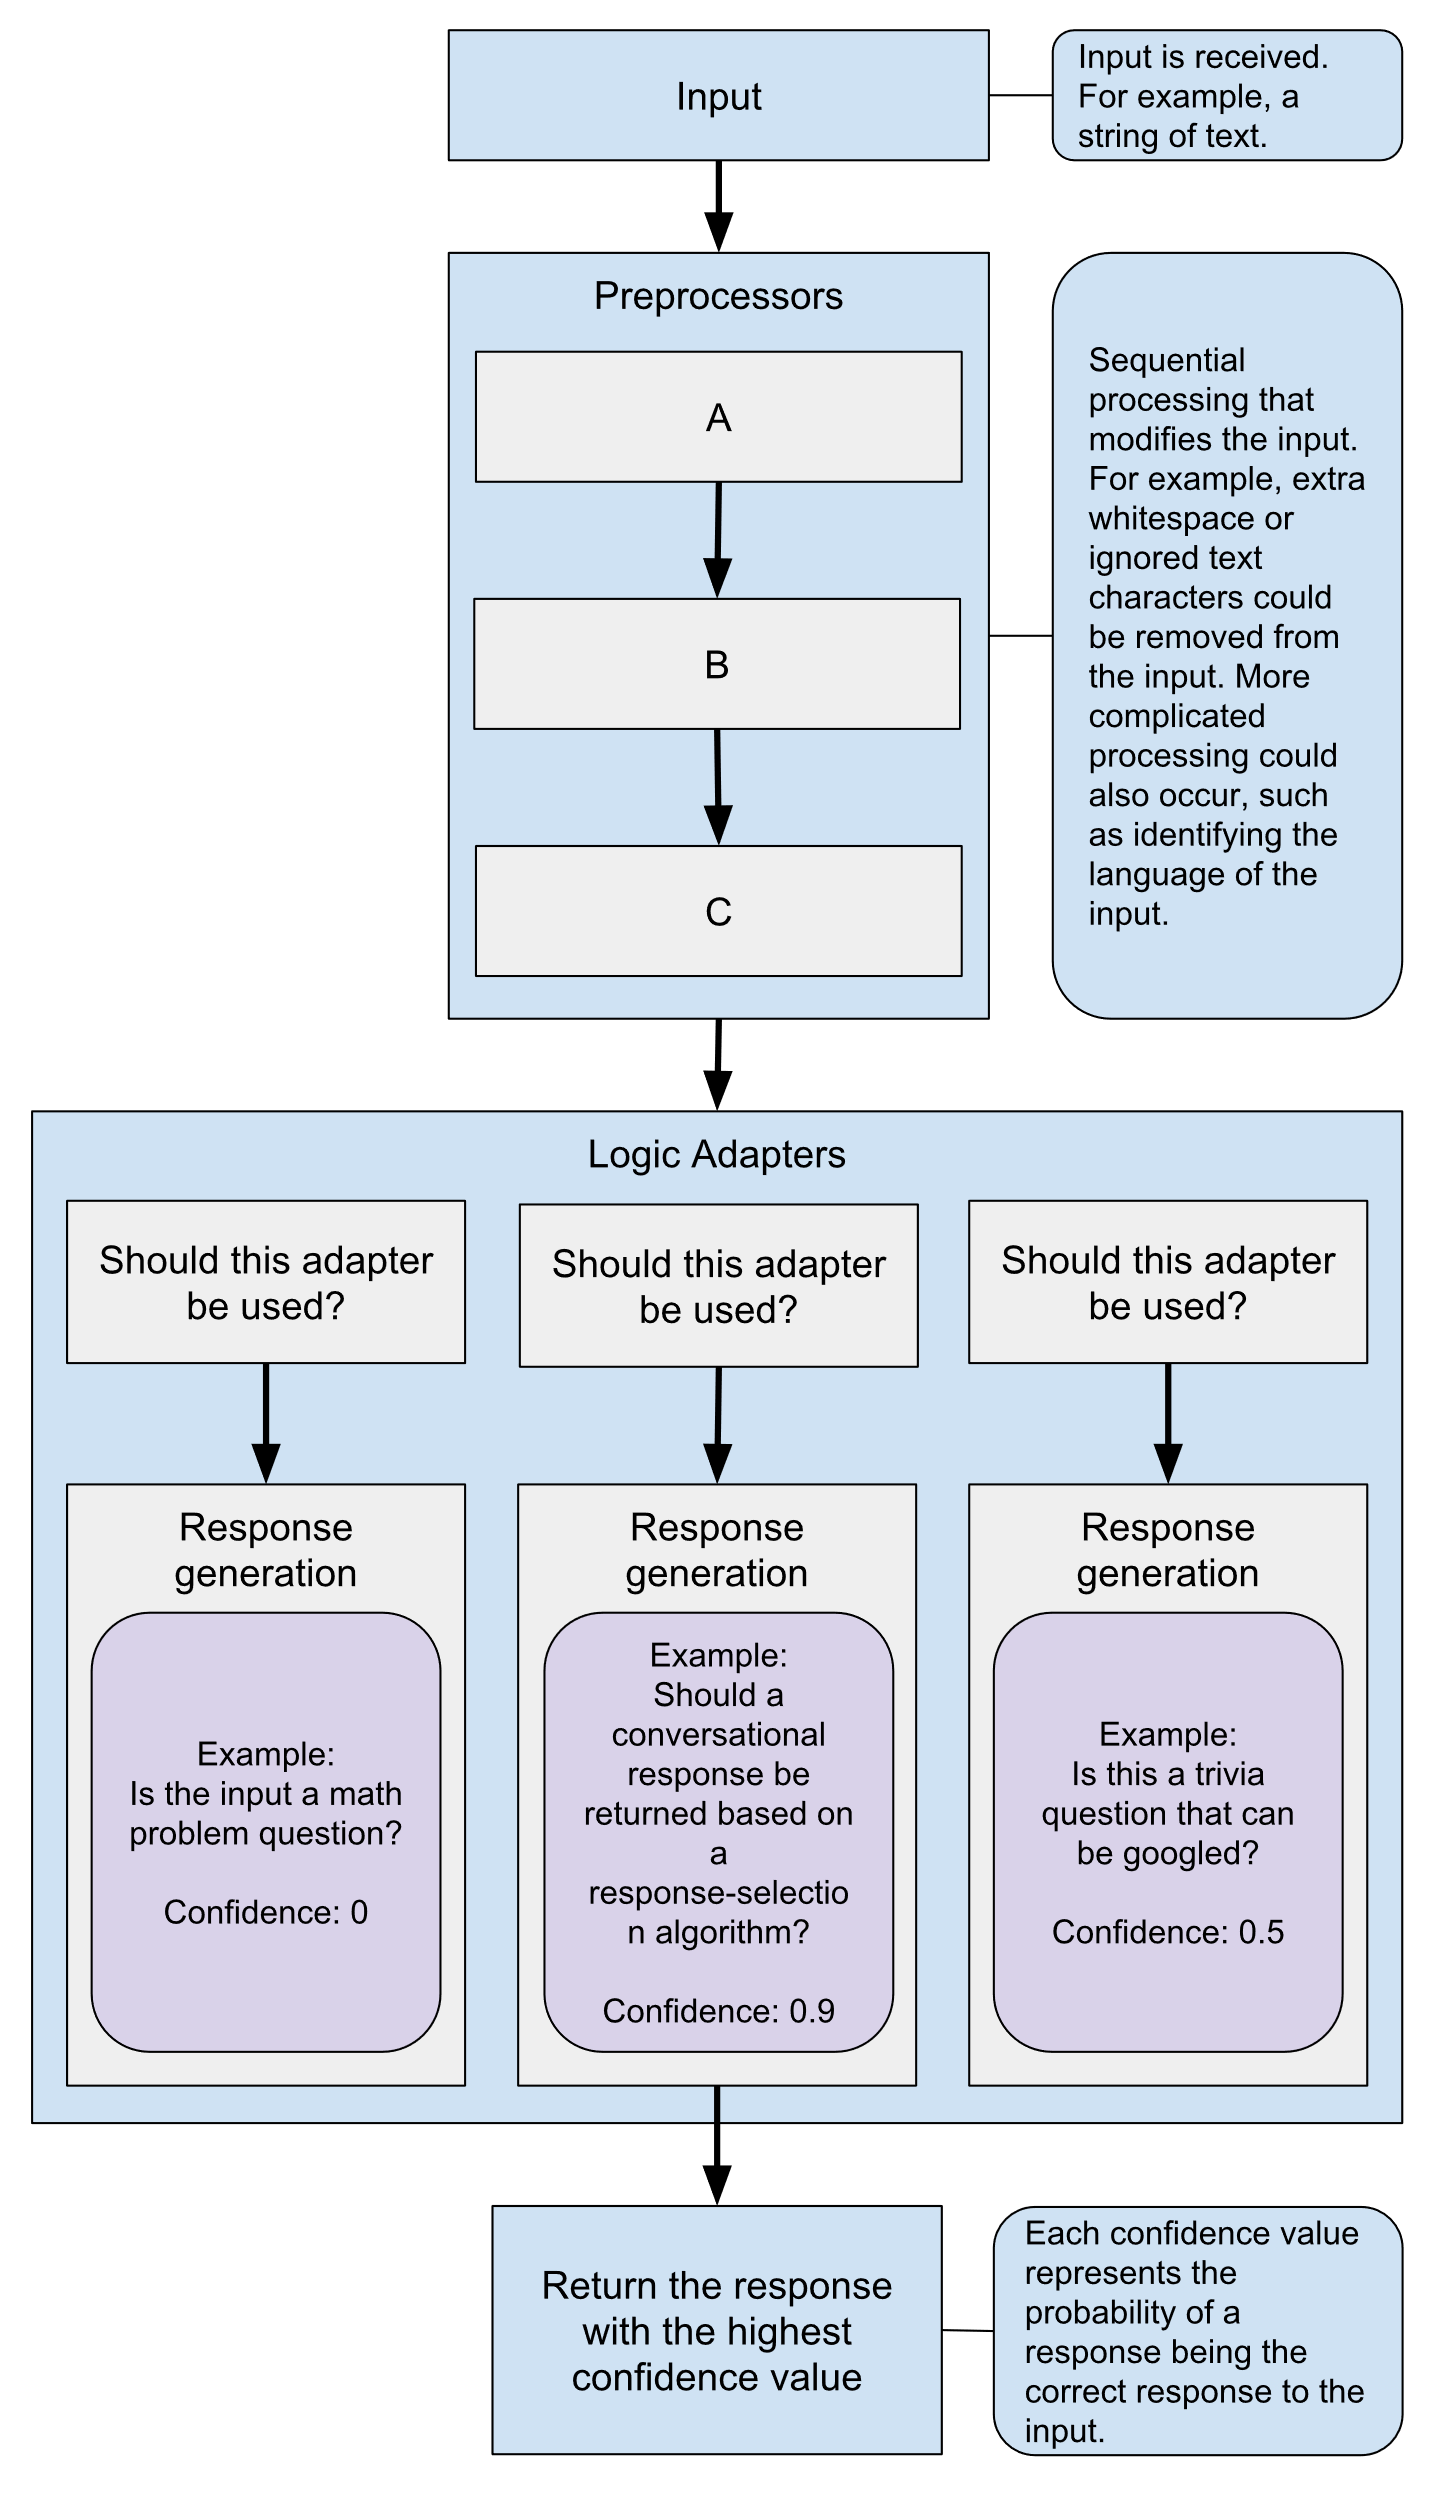 Input
Input is received.
For example, a
string of text.
Preprocessors
A
B
C
Sequential
processing that
modifies the input.
For example, extra
whitespace or
ignored text
characters could
be removed from
the input. More
complicated
processing could
also occur, such
as identifying the
language of the
input.
Logic Adapters
Should this adapter
be used?
Response
generation
Example:
Is the input a math
problem question?
Confidence: 0
Should this adapter
be used?
Response
generation
Example:
Should a
conversational
response be
returned based on
a
response-selectio
n algorithm?
Confidence: 0.9
Should this adapter
be used?
Response
generation
Example:
Is this a trivia
question that can
be googled?
Confidence: 0.5
Return the response
with the highest
confidence value
Each confidence value
represents the
probability of a
response being the
correct response to the
input.